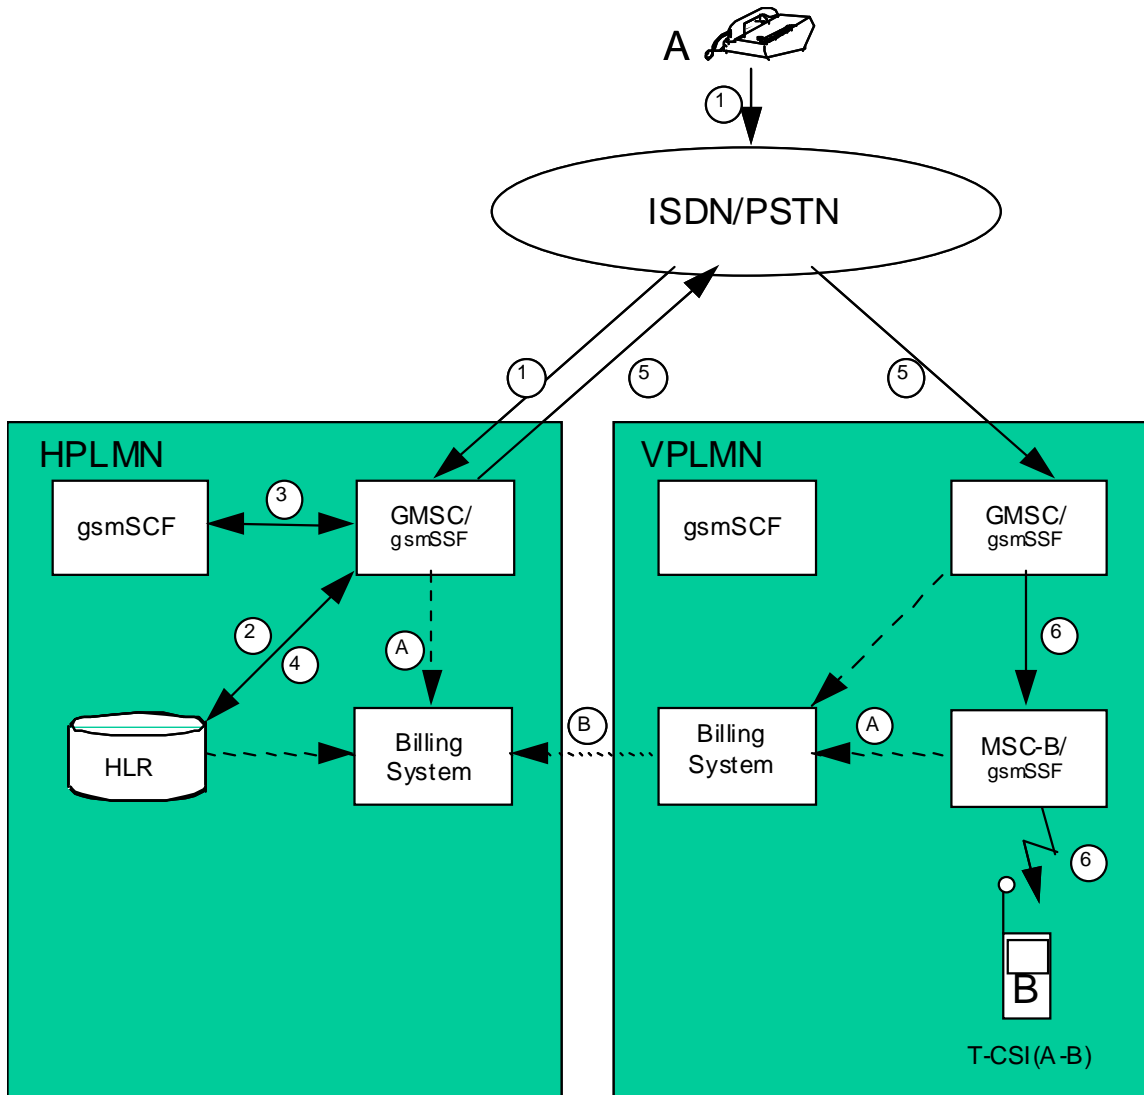 A
1
ISDN/PSTN
1
5
5
HPLMN
gsmSCF
3
GMSC/
gsmSSF
2
4
A
HLR
Billing
System
B
VPLMN
gsmSCF
GMSC/
gsmSSF
6
Billing
System
A
MSC-B/
gsmSSF
6
B
T-CSI(A-B)